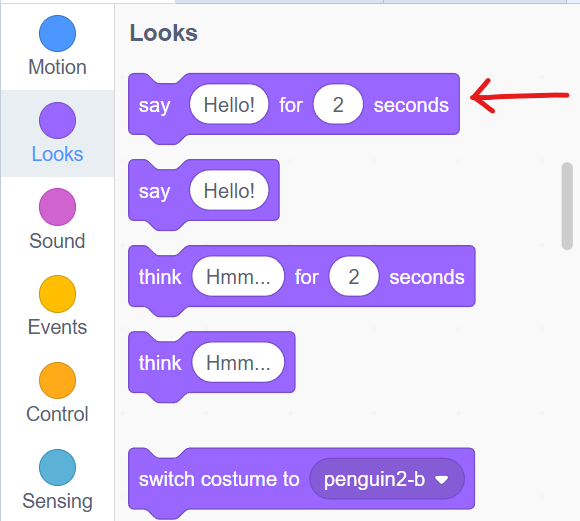 Looks
Motion
say Hello! for 2 seconds
Looks
say Hello!
Sound
think Hmm... for 2 seconds
Events
think Hmm...
Control
switch costume to penguin2-b
Sensing